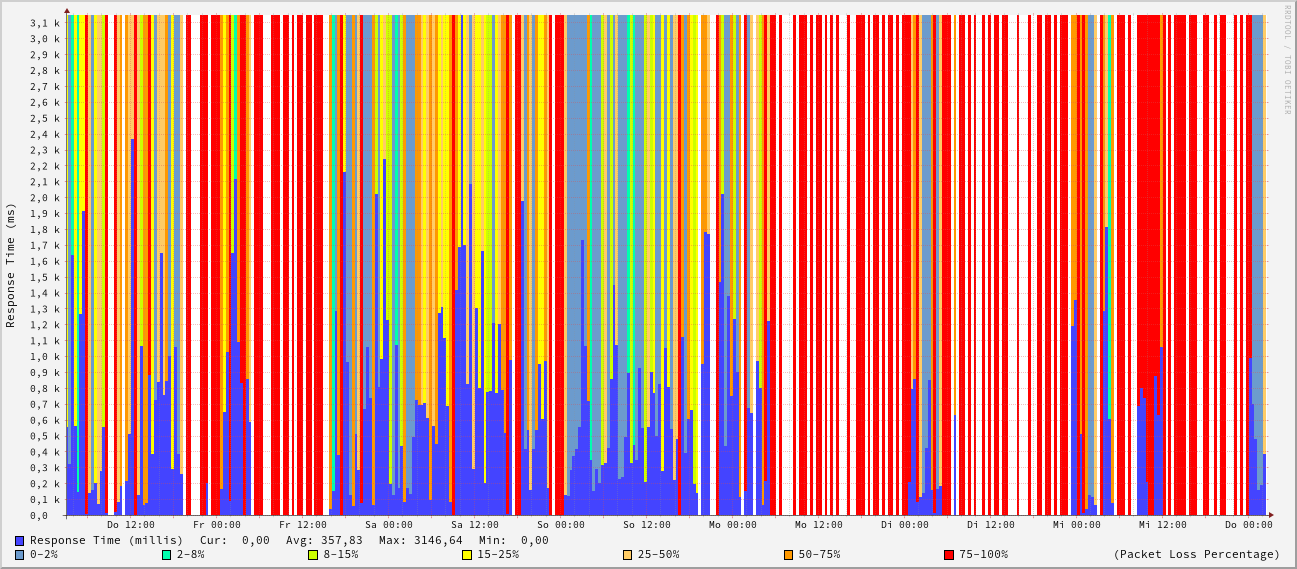 RRDTOOL / TOBI OETIKER
Response Time (ms)
3,1 k
3,0 k
2,9 k
2,8 k
2,7 k
2,6 k
2,5 k
2,4 k
2,3 k
2,2 k
2,1 k
2,0 k
1,9 k
1,8 k
1,7 k
1,6 k
1,5 k
1,4 k
1,3 k
1,2 k
1,1 k
1,0 k
0,9 k
0,8 k
0,7 k
0,6 k
0,5 k
0,4 k
0,3 k
0,2 k
0,1 k
0,0
Do 12:00 Fr 00:00 Fr 12:00 Sa 00:00 Sa 12:00 So 00:00 So 12:00 Mo 00:00 Mo 12:00 Di 00:00 Di 12:00 Mi 00:00 Mi 12:00 Do 00:00
Response Time (millis) Cur: 0,00 Avg: 357,83 Max: 3146,64 Min: 0,00
0-2% 2-8% 8-15% 15-25% 25-50% 50-75% 75-100% (Packet Loss Percentage)